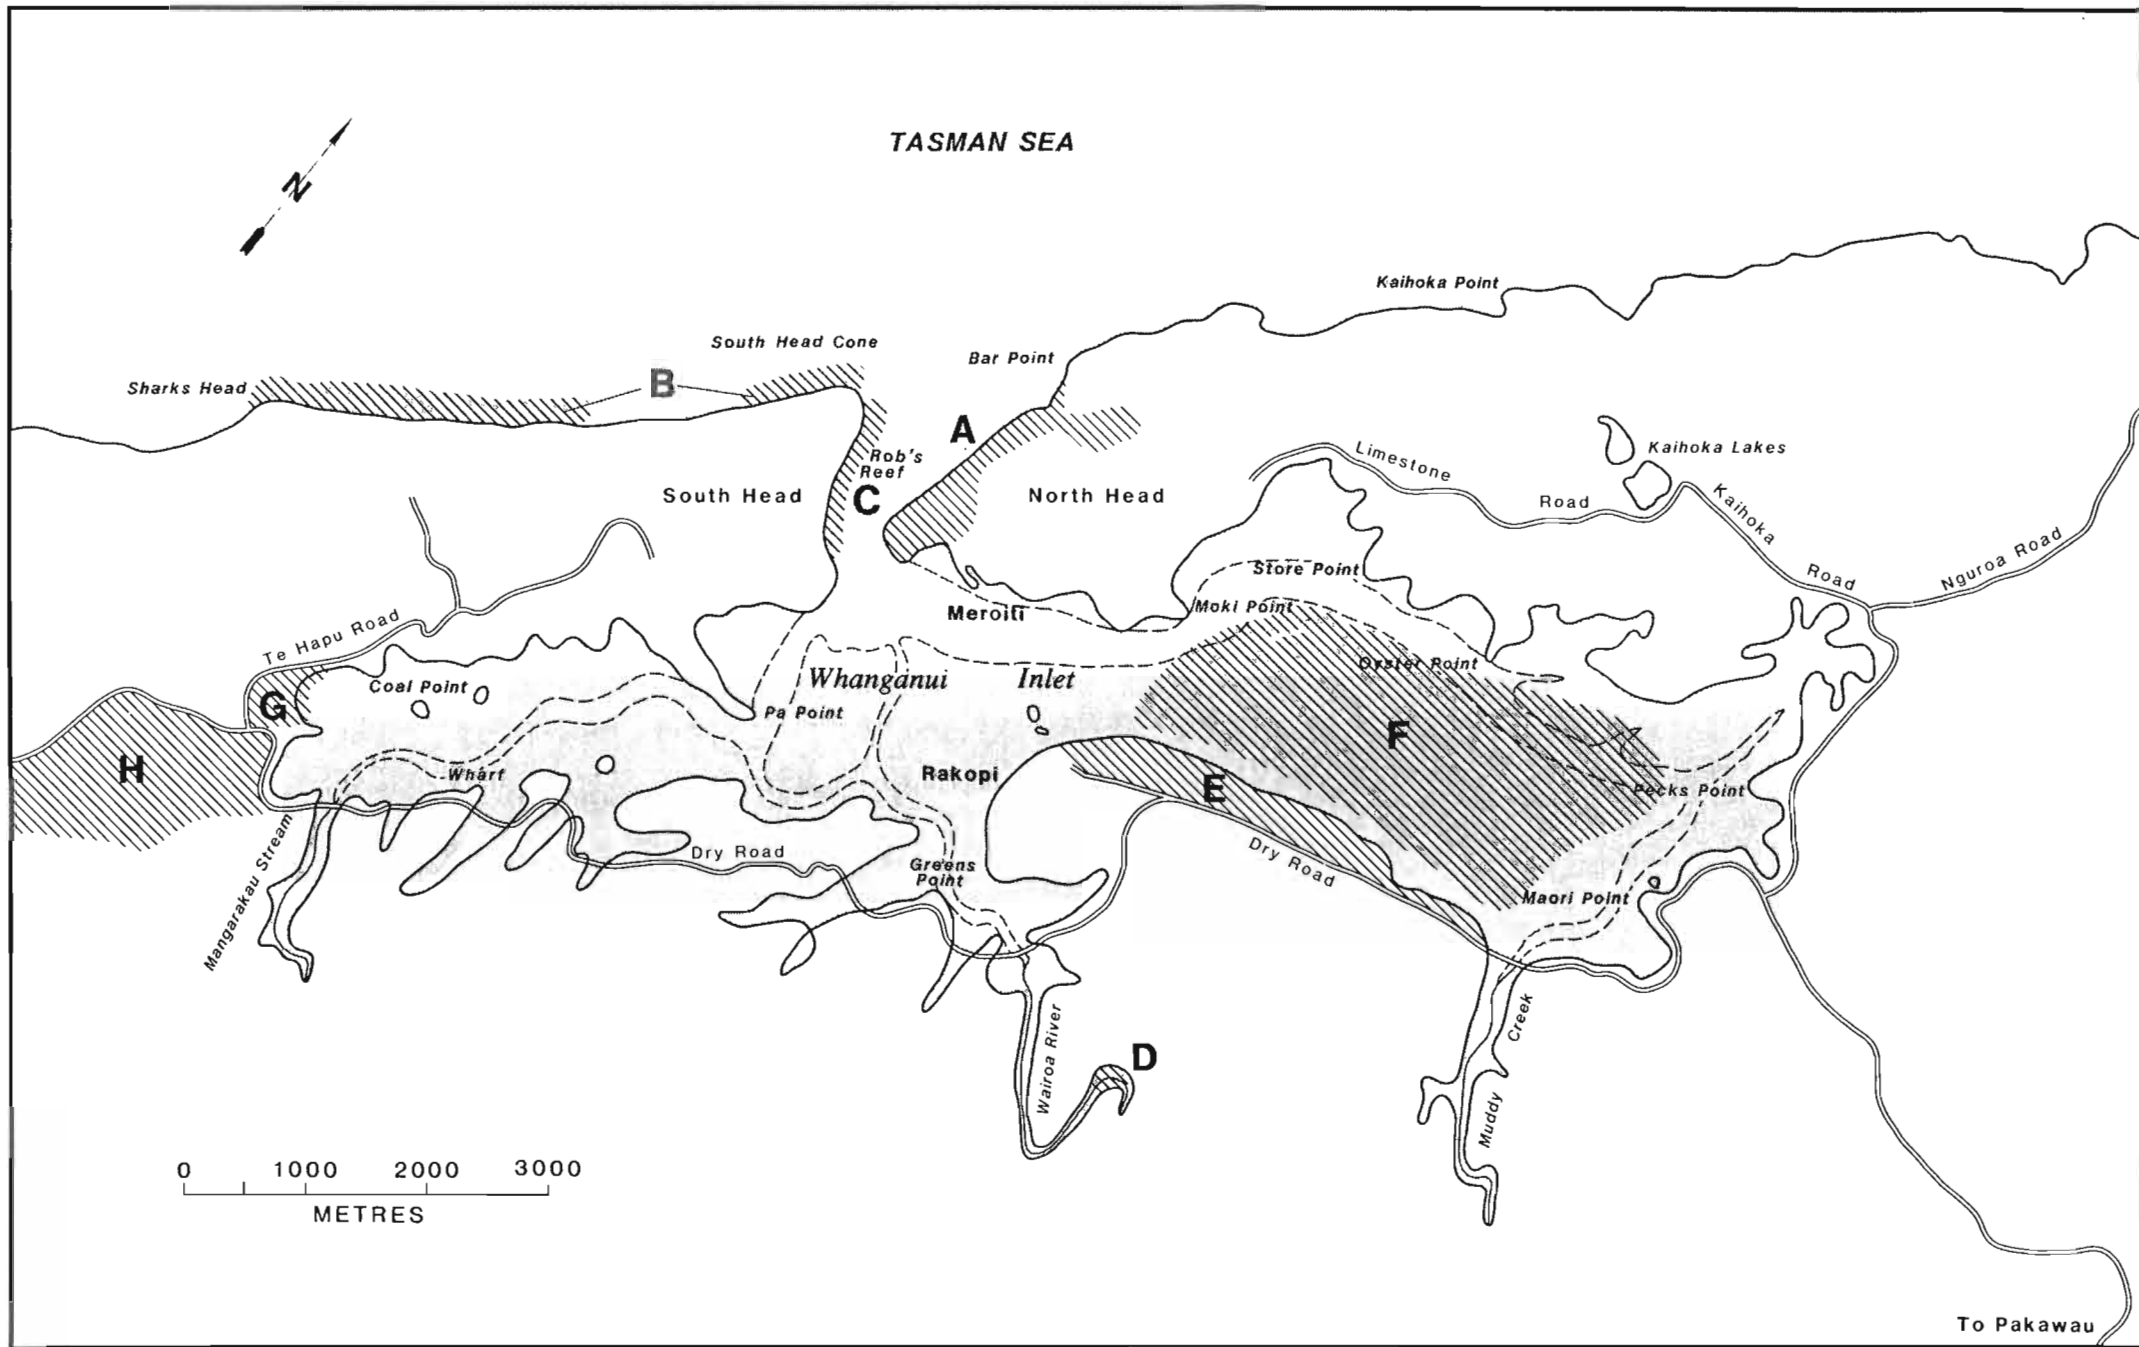 N
TASMAN SEA
Kaihoka Point
South Head Cone
Bar Point
Sharks Head
B
A
Rob's
Reef
C
South Head
North Head
Limestone
Road
Kaihoka Lakes
Kaihoka
Road
Nguroa Road
Store Point
Moki Point
Meroiti
Te Hapu Road
Oyster Point
Coal Point
G
Whanganui Inlet
Pa Point
F
H
Wharf
Rakopi
E
Pecks Point
Mangarakau Stream
Dry Road
Greens
Point
Dry Road
Maori Point
Wairoa River
D
Muddy Creek
0 1000 2000 3000
METRES
To Pakawau